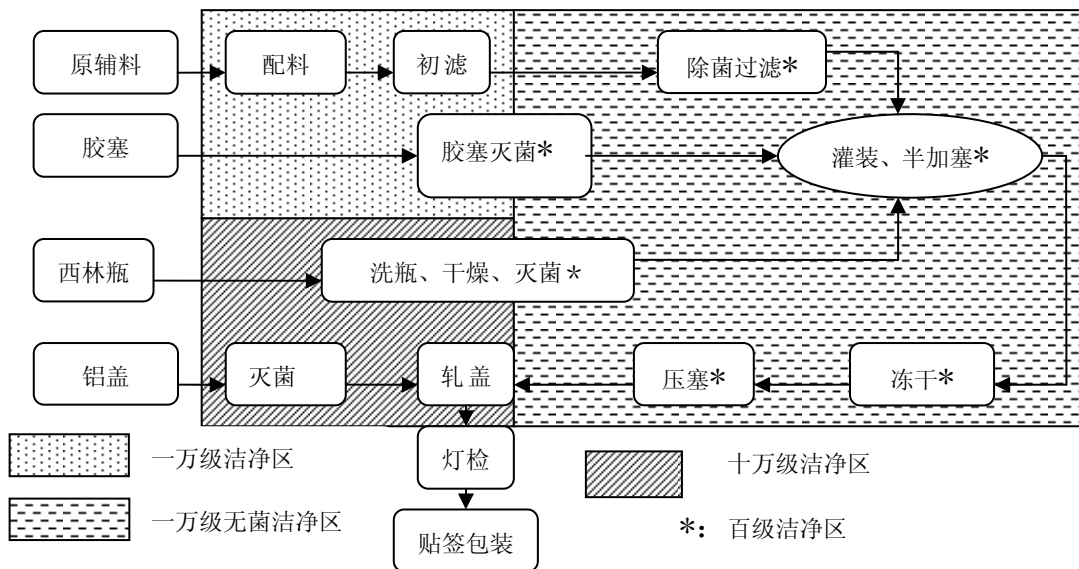 原辅料
配料
初滤
除菌过滤*
胶塞
胶塞灭菌*
灌装、半加塞*
西林瓶
洗瓶、干燥、灭菌*
铝盖
灭菌
轧盖
压塞*
冻干*
一万级洁净区
灯检
十万级洁净区
一万级无菌洁净区
贴签包装
*: 百级洁净区